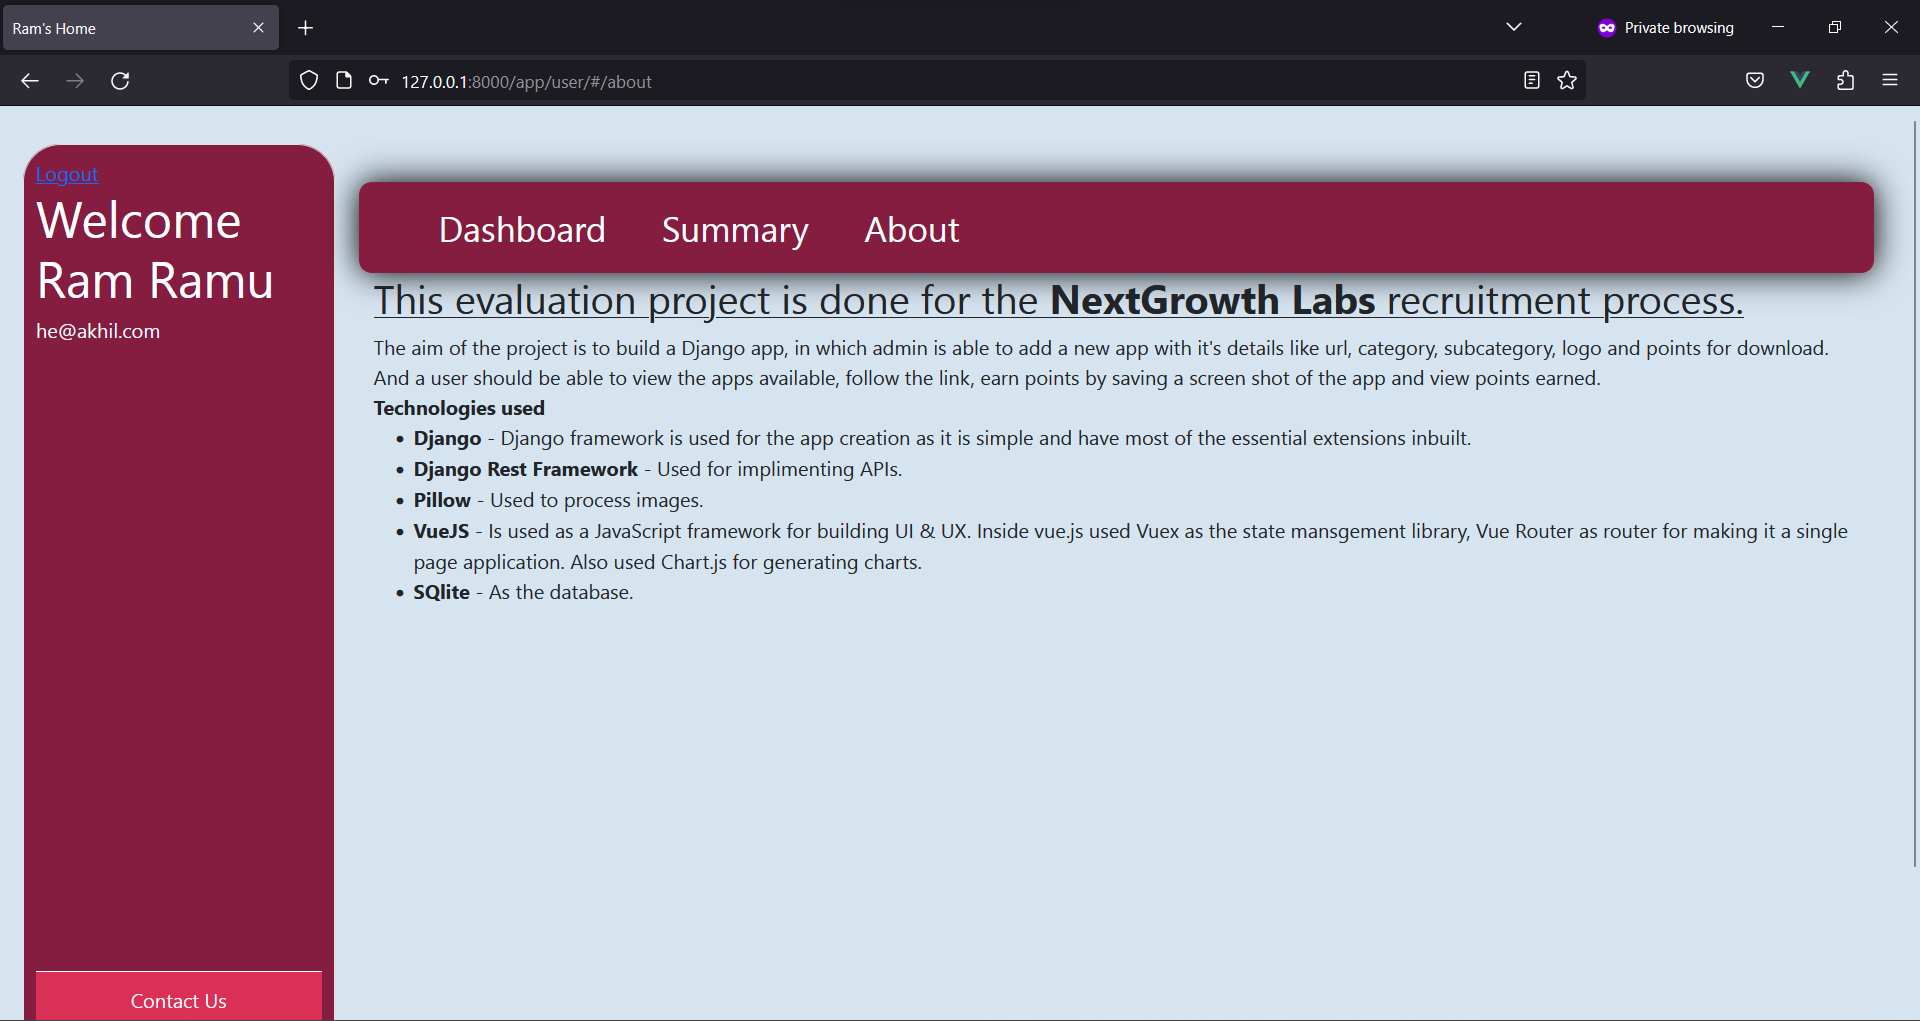 Ram's Home
Private browsing
127.0.0.1:8000/app/user/#/about
Logout
Welcome
Ram Ramu
he@akhil.com
Contact Us
Dashboard Summary About
This evaluation project is done for the NextGrowth Labs recruitment process.
The aim of the project is to build a Django app, in which admin is able to add a new app with it's details like url, category, subcategory, logo and points for download.
And a user should be able to view the apps available, follow the link, earn points by saving a screen shot of the app and view points earned.
Technologies used
• Django - Django framework is used for the app creation as it is simple and have most of the essential extensions inbuilt.
• Django Rest Framework - Used for implimenting APIs.
• Pillow - Used to process images.
• VueJS - Is used as a JavaScript framework for building UI & UX. Inside vue.js used Vuex as the state mansgement library, Vue Router as router for making it a single
page application. Also used Chart.js for generating charts.
• SQlite - As the database.